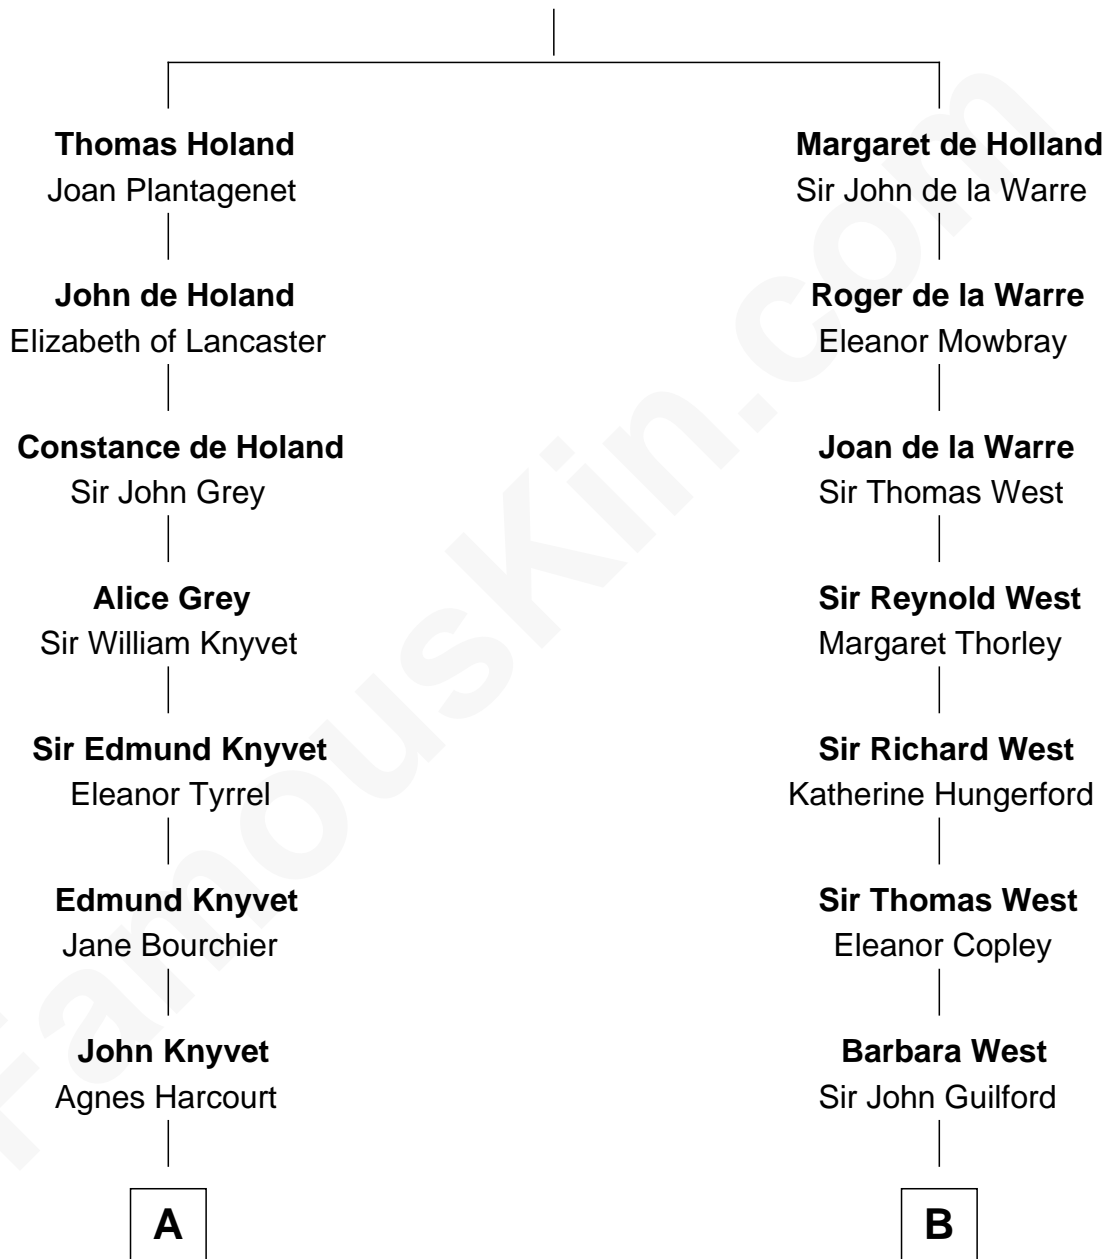 Thomas Holand
Joan Plantagenet
John de Holand
Elizabeth of Lancaster
Constance de Holand
Sir John Grey
Alice Grey
Sir William Knyvet
Sir Edmund Knyvet
Eleanor Tyrrel
Edmund Knyvet
Jane Bourchier
John Knyvet
Agnes Harcourt
A
Margaret de Holland
Sir John de la Warre
Roger de la Warre
Eleanor Mowbray
Joan de la Warre
Sir Thomas West
Sir Reynold West
Margaret Thorley
Sir Richard West
Katherine Hungerford
Sir Thomas West
Eleanor Copley
Barbara West
Sir John Guilford
B
FamousKin.com